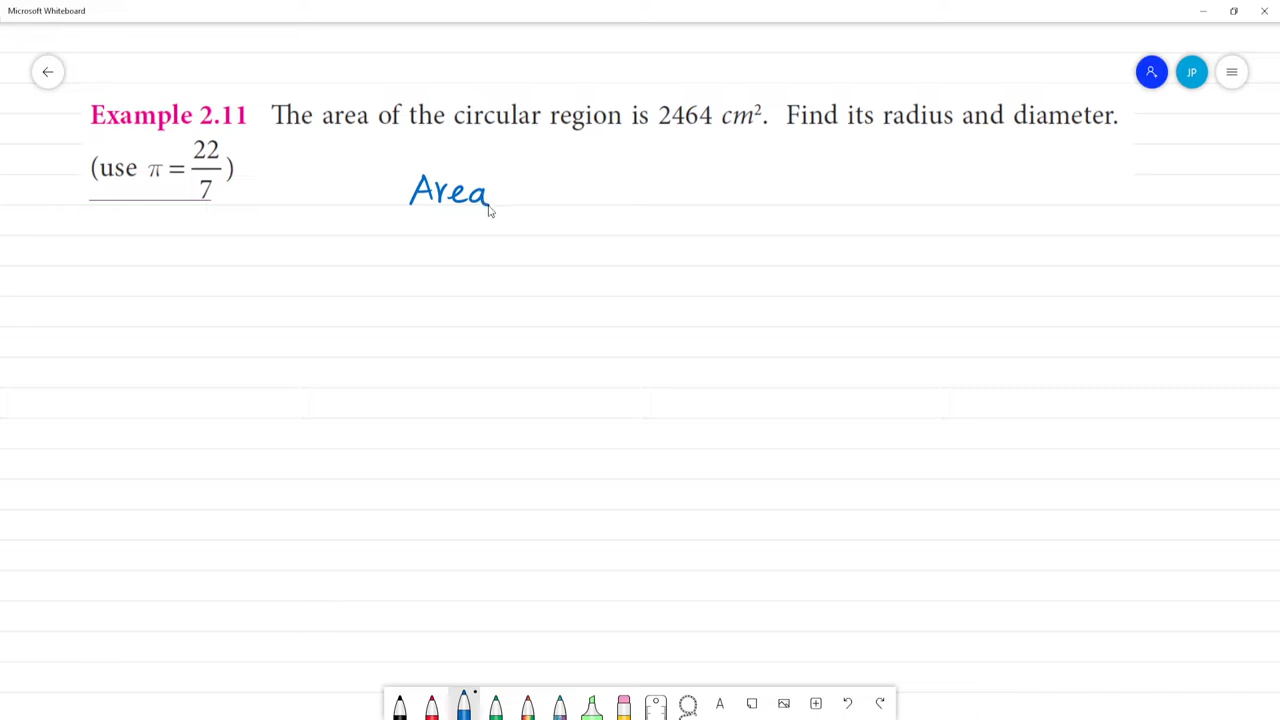 Microsoft Whiteboard
JP
Example 2.11 The area of the circular region is 2464 cm². Find its radius and diameter.
(use π = 22/7)
Area
A